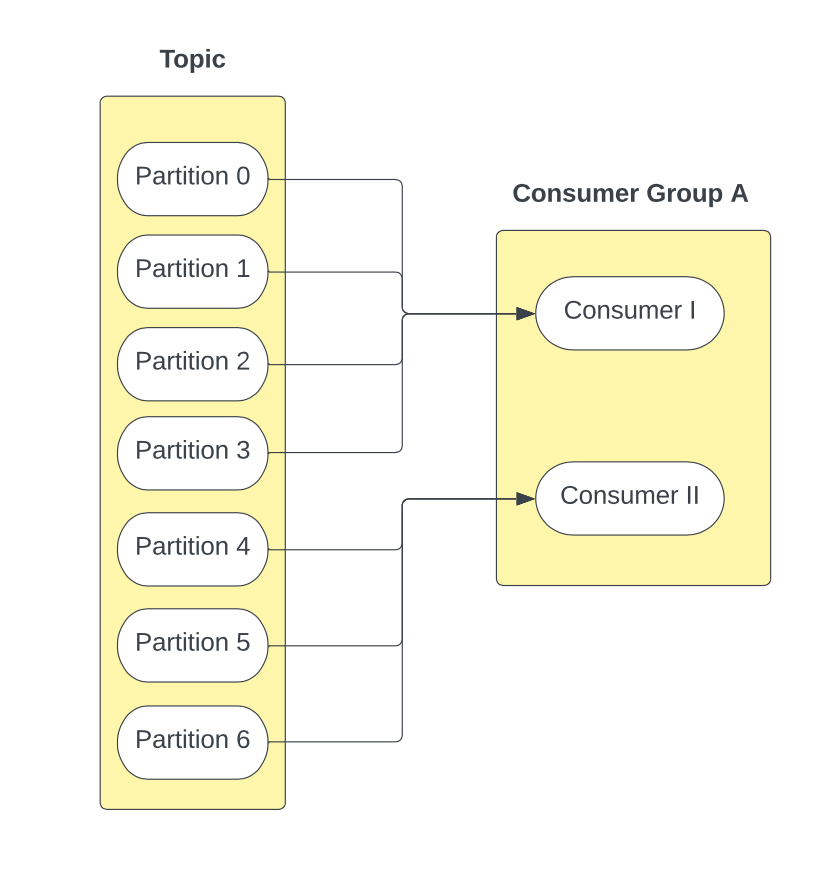 Topic
Partition 0
Partition 1
Partition 2
Partition 3
Partition 4
Partition 5
Partition 6
Consumer Group A
Consumer I
Consumer II